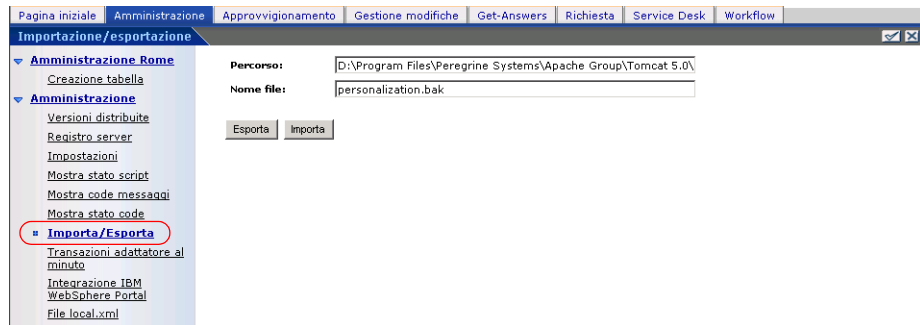 Pagina iniziale Amministrazione Approvvigionamento Gestione modifiche Get-Answers Richiesta Service Desk Workflow
Importazione/esportazione
Amministrazione Rome
Creazione tabella
Amministrazione
Versioni distribuite
Registro server
Impostazioni
Mostra stato script
Mostra code messaggi
Mostra stato code
Importa/Esporta
Transazioni adattatore al
minuto
Integrazione IBM
WebSphere Portal
File local.xml
Percorso: D:\Program Files\Peregrine Systems\Apache Group\Tomcat 5.0\
Nome file: personalization.bak
Esporta Importa